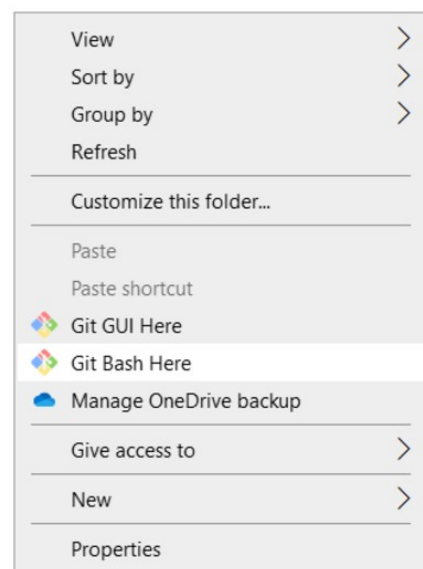 View
Sort by
Group by
Refresh
Customize this folder...
Paste
Paste shortcut
Git GUI Here
Git Bash Here
Manage OneDrive backup
Give access to
New
Properties